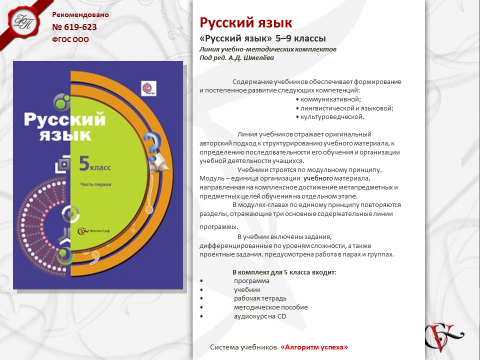 Рекомендовано
№ 619-623
ФГОС ООО
Русский
язык
5 класс
Часть первая
Русский язык
«Русский язык» 5–9 классы
Линия учебно-методических комплектов
Под ред. А.Д. Шмелёва
Содержание учебников обеспечивает формирование
и постепенное развитие следующих компетенций:
• коммуникативной;
• лингвистической и языковой;
• культуроведческой.
Линия учебников отражает оригинальный
авторский подход к структурированию учебного материала, к
определению последовательности его обучения и организации
учебной деятельности учащихся.
Учебники строятся по модульному принципу.
Модуль – единица организации учебного материала,
направленная на комплексное достижение метапредметных и
предметных целей обучения на отдельном этапе.
В модулях-главах по единому принципу повторяются
разделы, отражающие три основные содержательные линии
программы.
В учебник включены задания,
дифференцированные по уровням сложности, а также
проектные задания, предусмотрена работа в парах и группах.
В комплект для 5 класса входит:
• программа
• учебник
• рабочая тетрадь
• методическое пособие
• аудиокурс на CD
Система учебников «Алгоритм успеха»